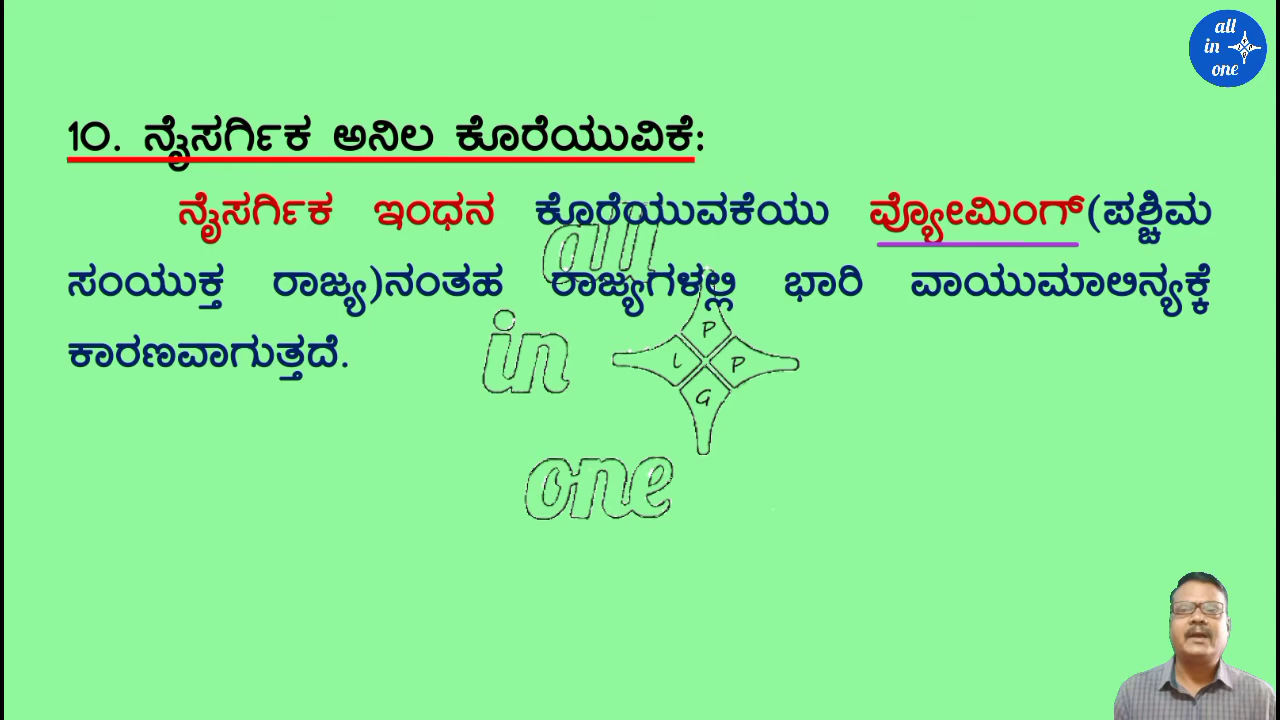 all
in
one
10. ನೈಸರ್ಗಿಕ ಅನಿಲ ಕೊರೆಯುವಿಕೆ:
ನೈಸರ್ಗಿಕ ಇಂಧನ ಕೊರೆಯುವಕೆಯು ವ್ಯೋಮಿಂಗ್(ಪಶ್ಚಿಮ
ಸಂಯುಕ್ತ ರಾಜ್ಯ)ನಂತಹ ರಾಜ್ಯಗಳಲ್ಲಿ ಭಾರಿ ವಾಯುಮಾಲಿನ್ಯಕ್ಕೆ
ಕಾರಣವಾಗುತ್ತದೆ.
all
in
P
L P
G
one